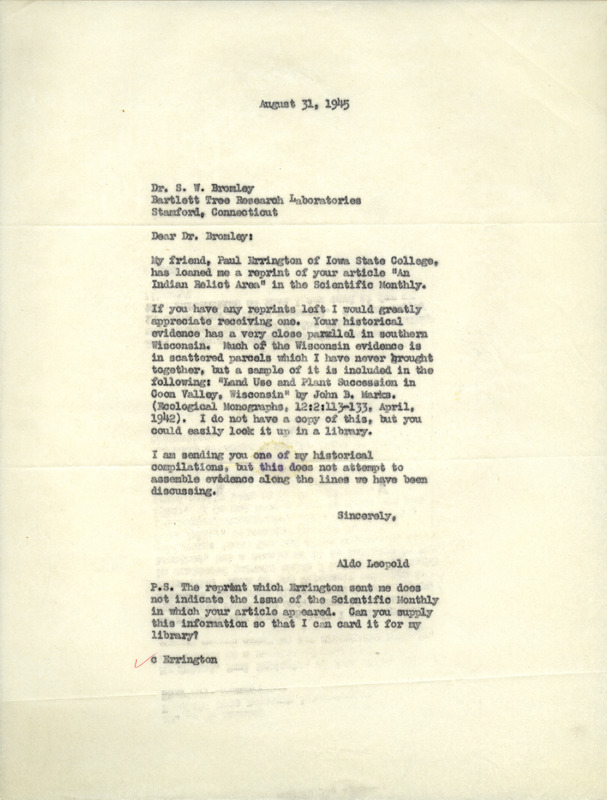 August 31, 1945
Dr. S. W. Bromley
Bartlett Tree Research Laboratories
Stamford, Connecticut
Dear Dr. Bromley:
My friend, Paul Errington of Iowa State College,
has loaned me a reprint of your article "An
Indian Relict Area" in the Scientific Monthly.
If you have any reprints left I would greatly
appreciate receiving one. Your historical
evidence has a very close parallel in southern
Wisconsin. Much of the Wisconsin evidence is
in scattered parcels which I have never brought
together, but a sample of it is included in the
following: "Land Use and Plant Succession in
Coon Valley, Wisconsin" by John B. Marks.
(Ecological Monographs, 12:2:113-133, April,
1942). I do not have a copy of this, but you
could easily look it up in a library.
I am sending you one of my historical
compilations, but this does not attempt to
assemble evidence along the lines we have been
discussing.
Sincerely,
Aldo Leopold
P.S. The reprint which Errington sent me does
not indicate the issue of the Scientific Monthly
in which your article appeared. Can you supply
this information so that I can card it for my
library?
c Errington